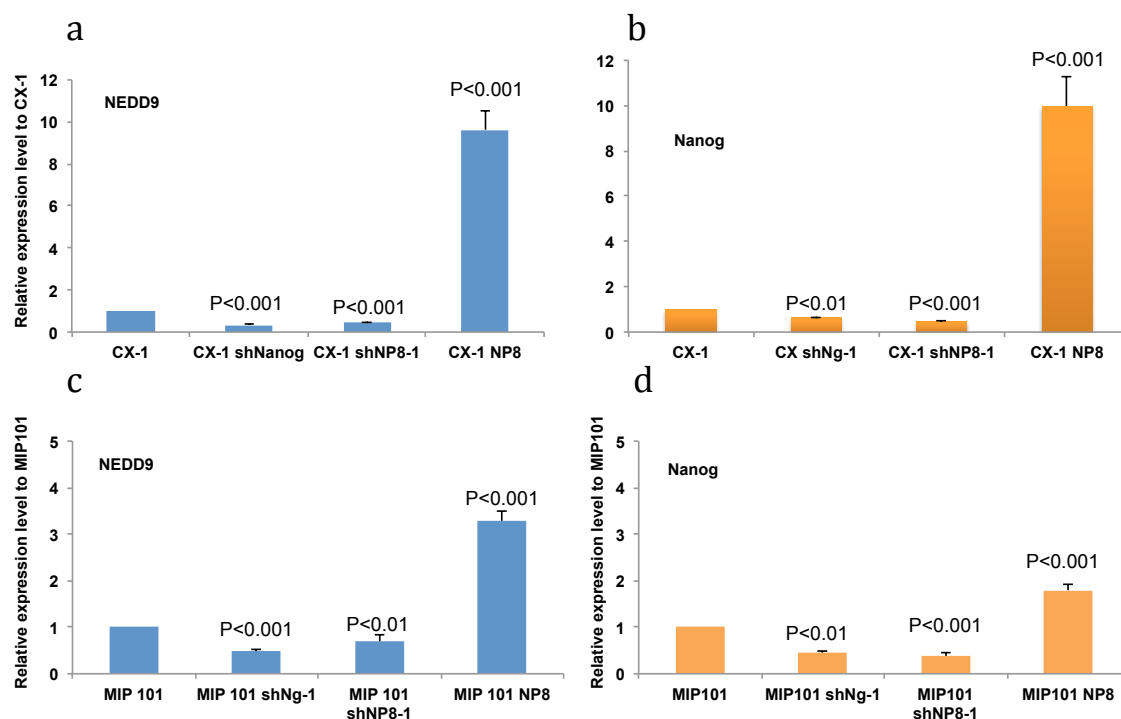 a
Relative expression level to CX-1
12
10
8
6
4
2
0
NEDD9
P<0.001
P<0.001
P<0.001
CX-1
CX-1 shNanog
CX-1 shNP8-1
CX-1 NP8
b
12
10
8
6
4
2
0
Nanog
P<0.001
P<0.01
P<0.001
CX-1
CX shNg-1
CX-1 shNP8-1
CX-1 NP8
c
Relative expression level to MIP101
5
4
3
2
1
0
NEDD9
P<0.001
P<0.001
P<0.01
MIP 101
MIP 101 shNg-1
MIP 101
shNP8-1
MIP 101 NP8
d
Relative expression level to MIP101
5
4
3
2
1
0
Nanog
P<0.001
P<0.01
P<0.001
MIP101
MIP101 shNg-1
MIP101
shNP8-1
MIP101 NP8